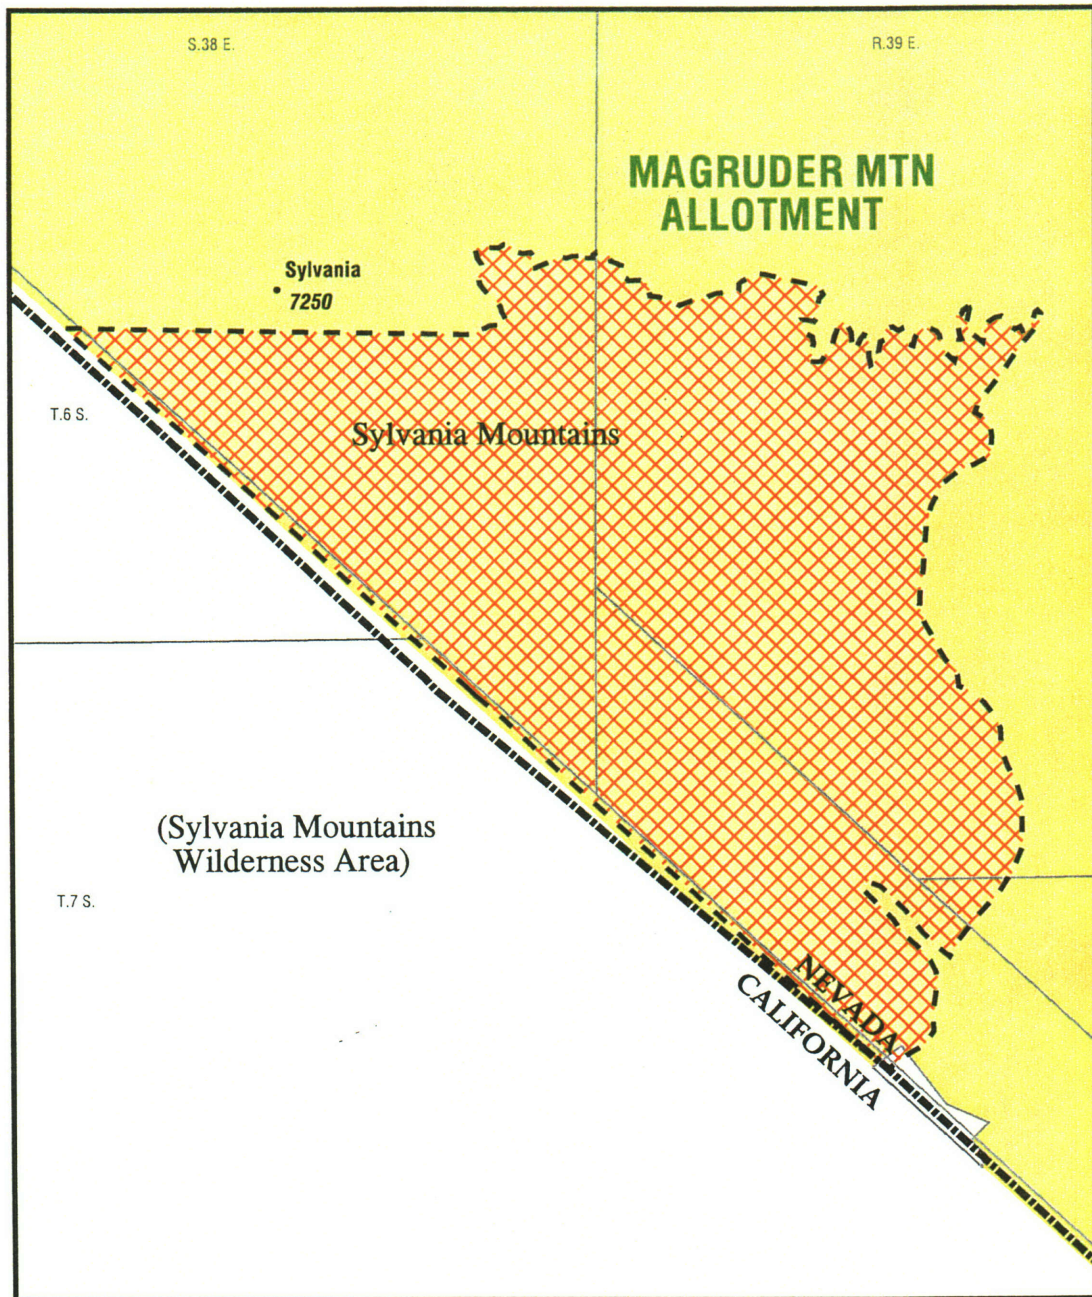 S.38 E.
R.39 E.
MAGRUDER MTN
ALLOTMENT
Sylvania
7250
T.6 S.
Sylvania Mountains
(Sylvania Mountains
Wilderness Area)
T.7 S.
NEVADA
CALIFORNIA